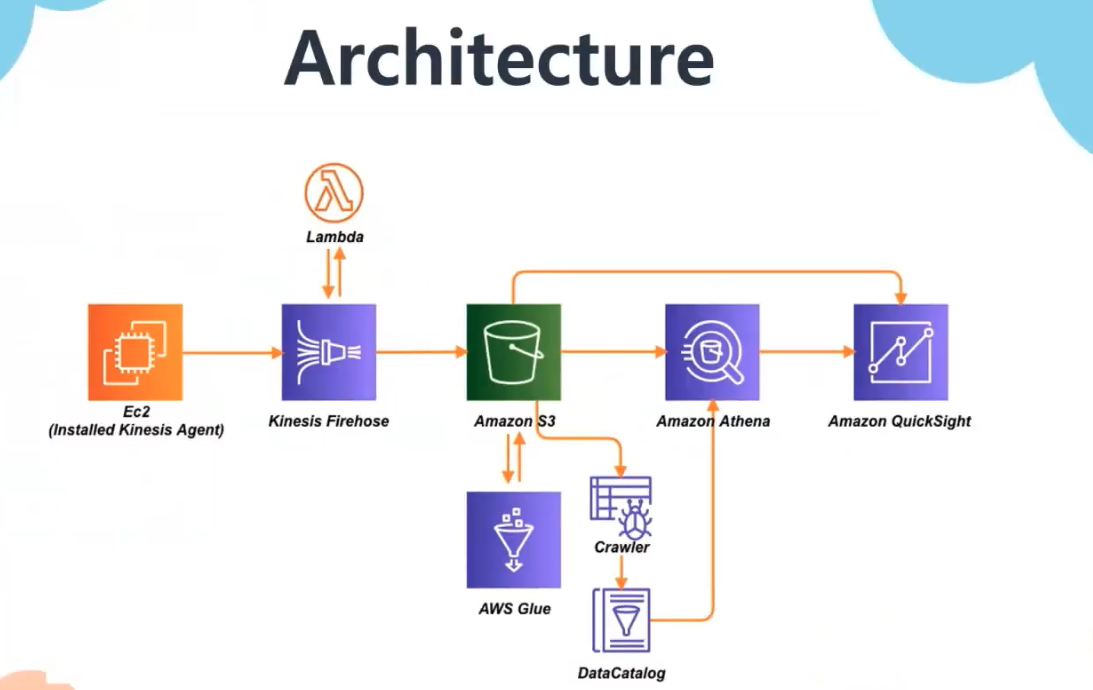 Architecture
Lambda
Ec2
(Installed Kinesis Agent)
Kinesis Firehose
Amazon S3
Amazon Athena
Amazon QuickSight
Crawler
AWS Glue
DataCatalog